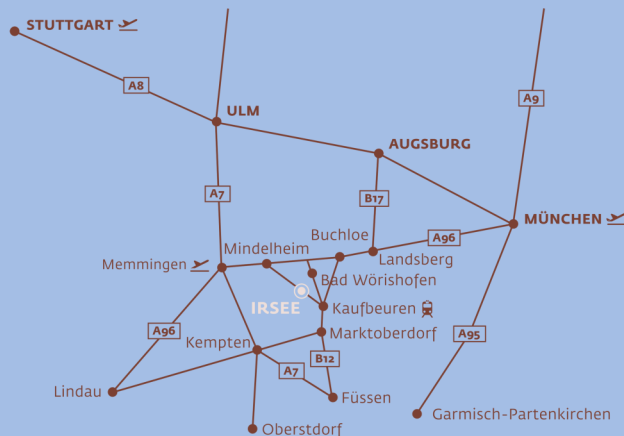 STUTTGART
A8
A9
ULM
AUGSBURG
A7
B17
MÜNCHEN
Buchloe
A96
Mindelheim
Landsberg
Memmingen
Bad Wörishofen
IRSEE
Kaufbeuren
A96
Marktoberdorf
A95
Kempten
B12
A7
Lindau
Füssen
Garmisch-Partenkirchen
Oberstdorf